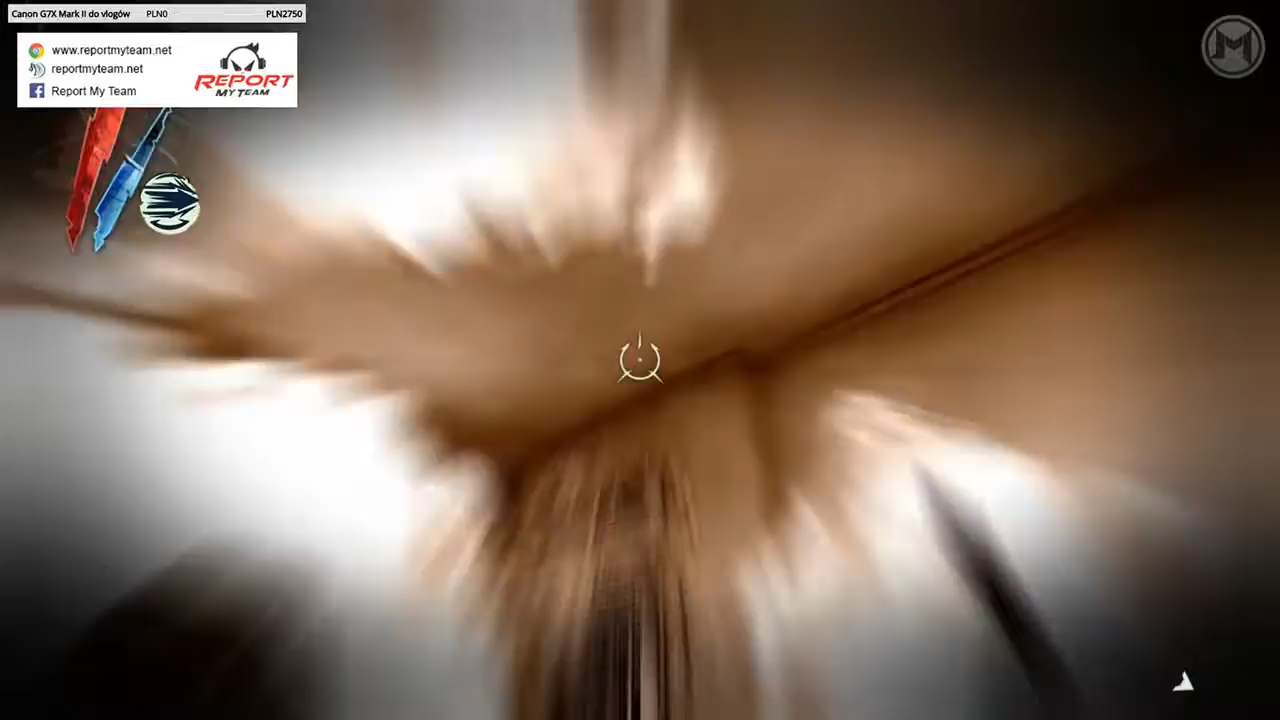 Canon G7X Mark II do vlogów PLN0 PLN2750
www.reportmyteam.net
reportmyteam.net
Report My Team
REPORT
MY TEAM
M